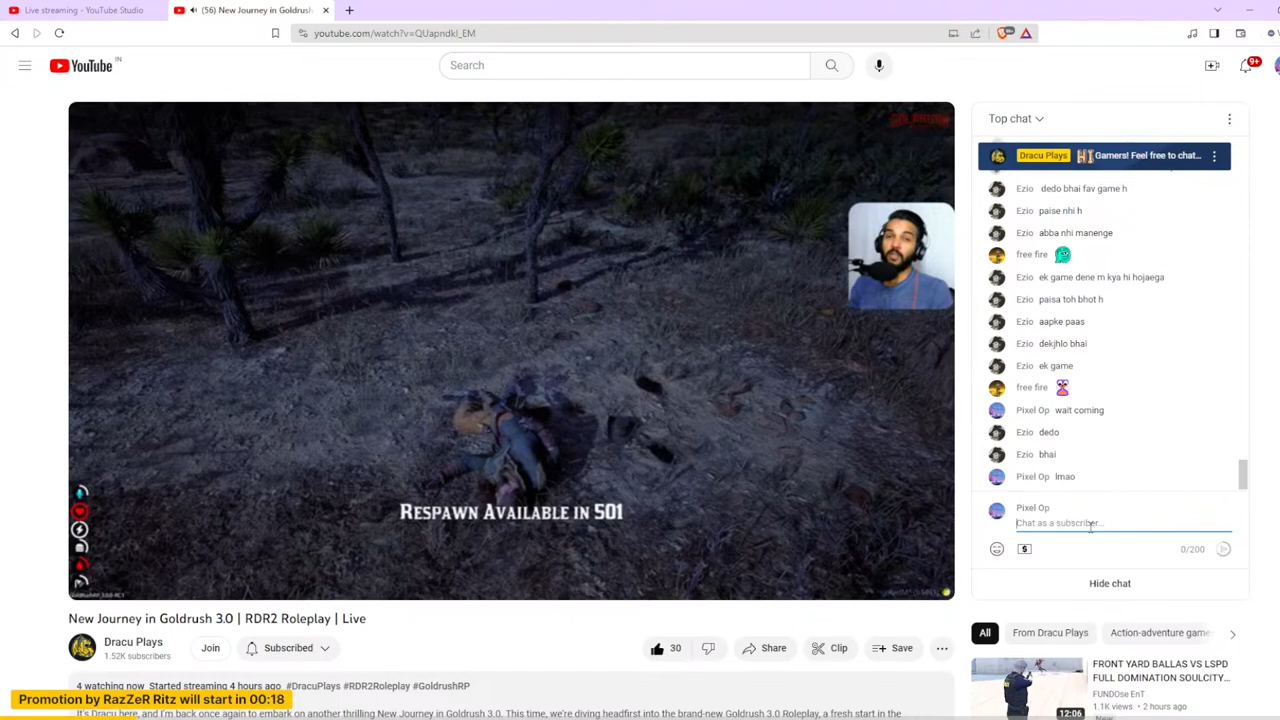 Live streaming - YouTube Studio
(56) New Journey in Goldrush
youtube.com/watch?v=QUapndkI_EM
YouTube IN
Search
9+
Top chat
Dracu Plays HI Gamers! Feel free to chat...
Ezio dedo bhai fav game h
Ezio paise nhi h
Ezio abba nhi manenge
free fire
Ezio ek game dene m kya hi hojaega
Ezio paisa toh bhot h
Ezio aapke paas
Ezio dekjhlo bhai
Ezio ek game
free fire
Pixel Op wait coming
Ezio dedo
Ezio bhai
Pixel Op lmao
Pixel Op
Chat as a subscriber...
0/200
Hide chat
GOLDRUSH
RESPAWN AVAILABLE IN 501
New Journey in Goldrush 3.0 | RDR2 Roleplay | Live
Dracu Plays
1.52K subscribers
Join
Subscribed
30
Share
Clip
Save
4 watching now Started streaming 4 hours ago #DracuPlays #RDR2Roleplay #GoldrushRP
It's Dracu here, and I'm back once again to embark on another thrilling New Journey in Goldrush 3.0. This time, we're diving headfirst into the brand-new Goldrush 3.0 Roleplay, a fresh start in the
Promotion by RazZeR Ritz will start in 00:18
All
From Dracu Plays
Action-adventure game
FRONT YARD BALLAS VS LSPD
FULL DOMINATION SOULCITY...
FUNDOse EnT
1.1K views • 2 hours ago
New
12:06